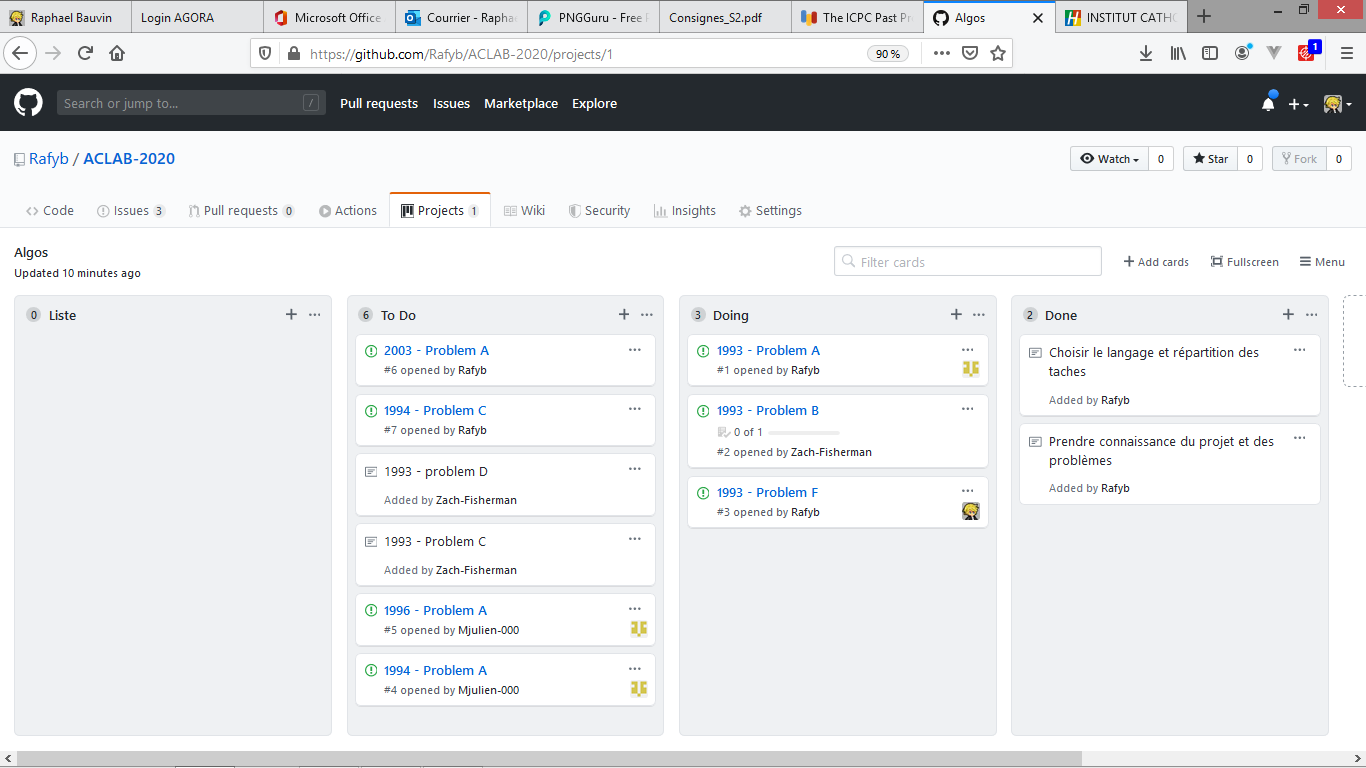 Raphael Bauvin
Login AGORA
Microsoft Office
Courrier - Rapha
PNGGuru - Free
Consignes_S2.pdf
The ICPC Past Pr
Algos
INSTITUT CATHO
https://github.com/Rafyb/ACLAB-2020/projects/1
90 %
1
Search or jump to...
/
Pull requests
Issues
Marketplace
Explore
Rafyb / ACLAB-2020
Watch
0
Star
0
Fork
0
Code
Issues 3
Pull requests 0
Actions
Projects 1
Wiki
Security
Insights
Settings
Algos
Updated 10 minutes ago
Filter cards
Add cards
Fullscreen
Menu
0 Liste
6 To Do
2003 - Problem A
#6 opened by Rafyb
1994 - Problem C
#7 opened by Rafyb
1993 - problem D
Added by Zach-Fisherman
1993 - Problem C
Added by Zach-Fisherman
1996 - Problem A
#5 opened by Mjulien-000
1994 - Problem A
#4 opened by Mjulien-000
3 Doing
1993 - Problem A
#1 opened by Rafyb
1993 - Problem B
0 of 1
#2 opened by Zach-Fisherman
1993 - Problem F
#3 opened by Rafyb
2 Done
Choisir le langage et répartition des
taches
Added by Rafyb
Prendre connaissance du projet et des
problèmes
Added by Rafyb